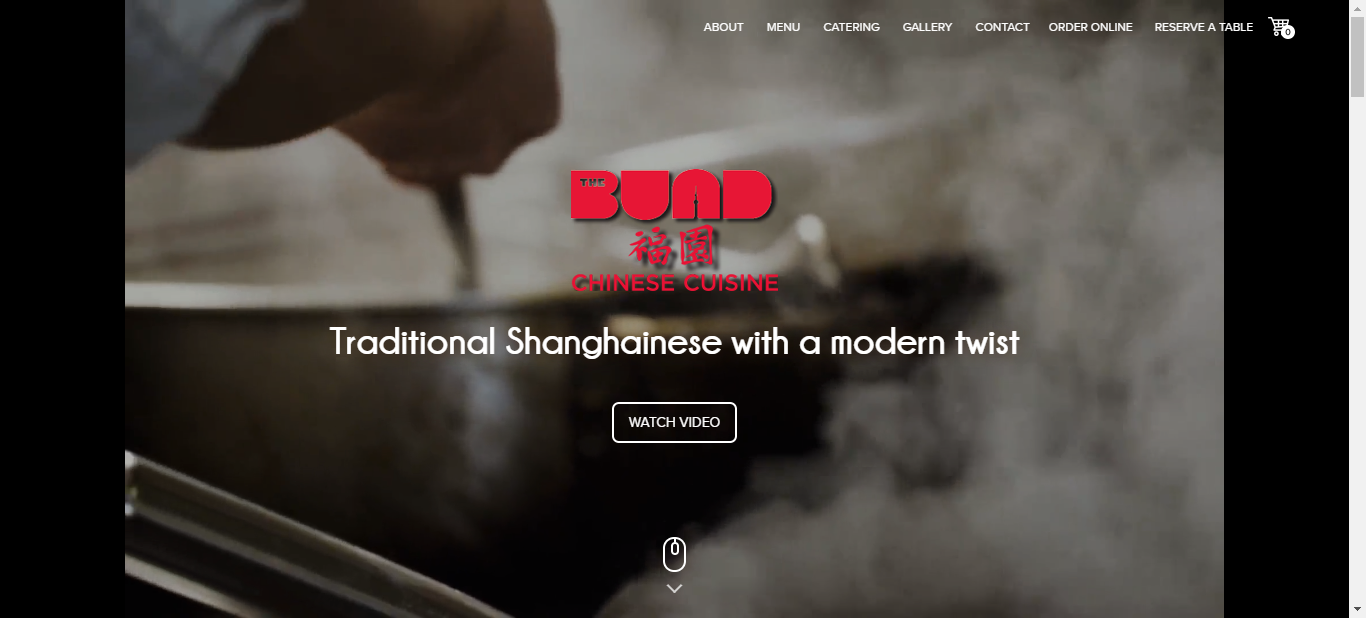 ABOUT MENU CATERING GALLERY CONTACT ORDER ONLINE RESERVE A TABLE 0
THE
BUND
福園
CHINESE CUISINE
Traditional Shanghainese with a modern twist
WATCH VIDEO